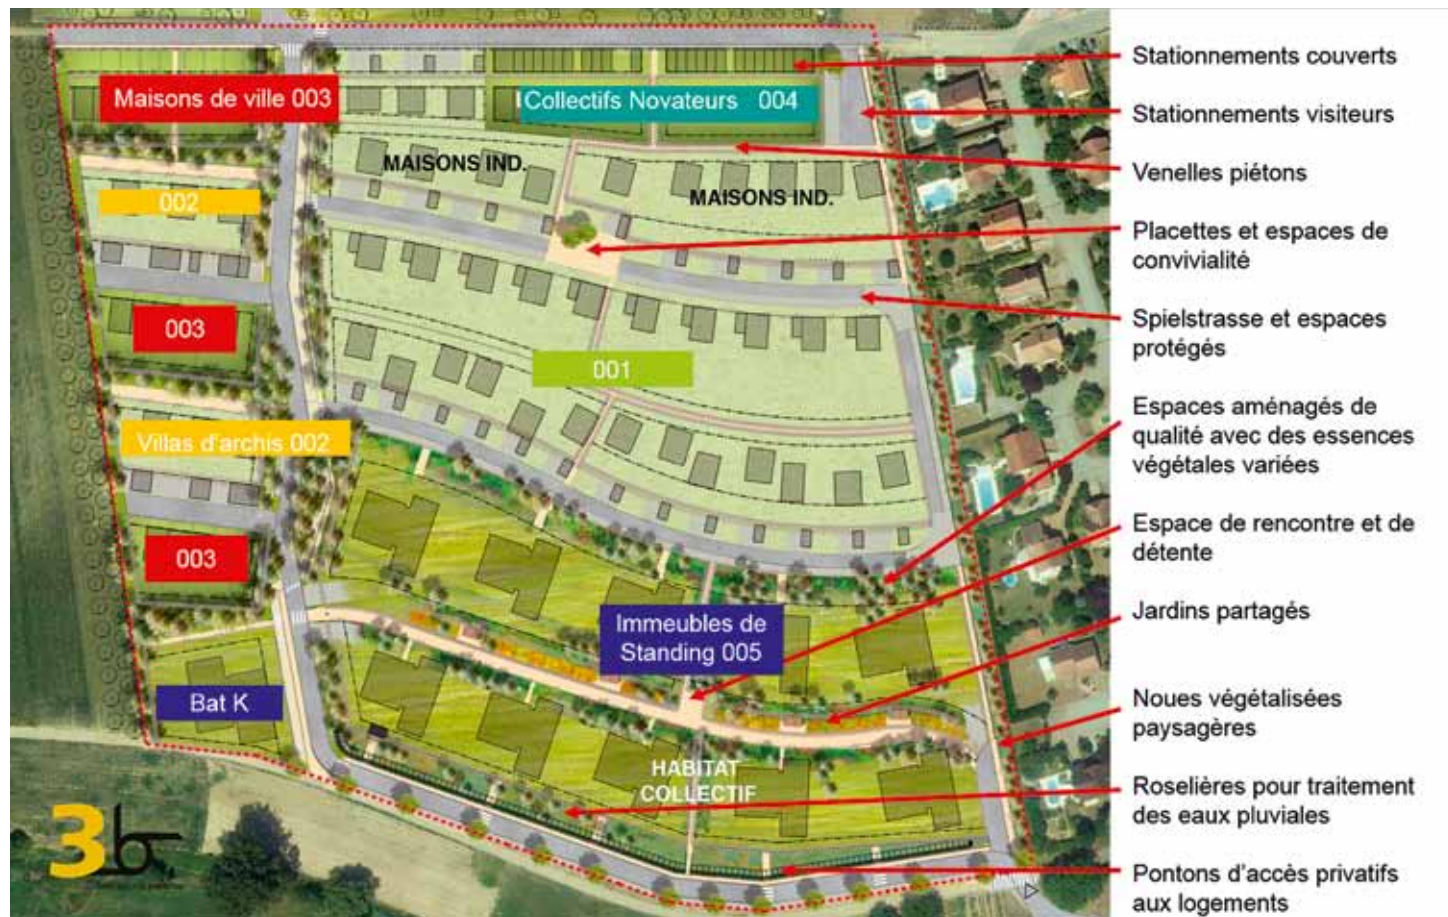 Maisons de ville 003
Collectifs Novateurs 004
MAISONS IND.
MAISONS IND.
002
003
001
Villas d'archis 002
003
Immeubles de
Standing 005
Bat K
HABITAT
COLLECTIF
3b
Stationnements couverts
Stationnements visiteurs
Venelles piétons
Placettes et espaces de
convivialité
Spielstrasse et espaces
protégés
Espaces aménagés de
qualité avec des essences
végétales variées
Espace de rencontre et de
détente
Jardins partagés
Noues végétalisées
paysagères
Roselières pour traitement
des eaux pluviales
Pontons d'accès privatifs
aux logements